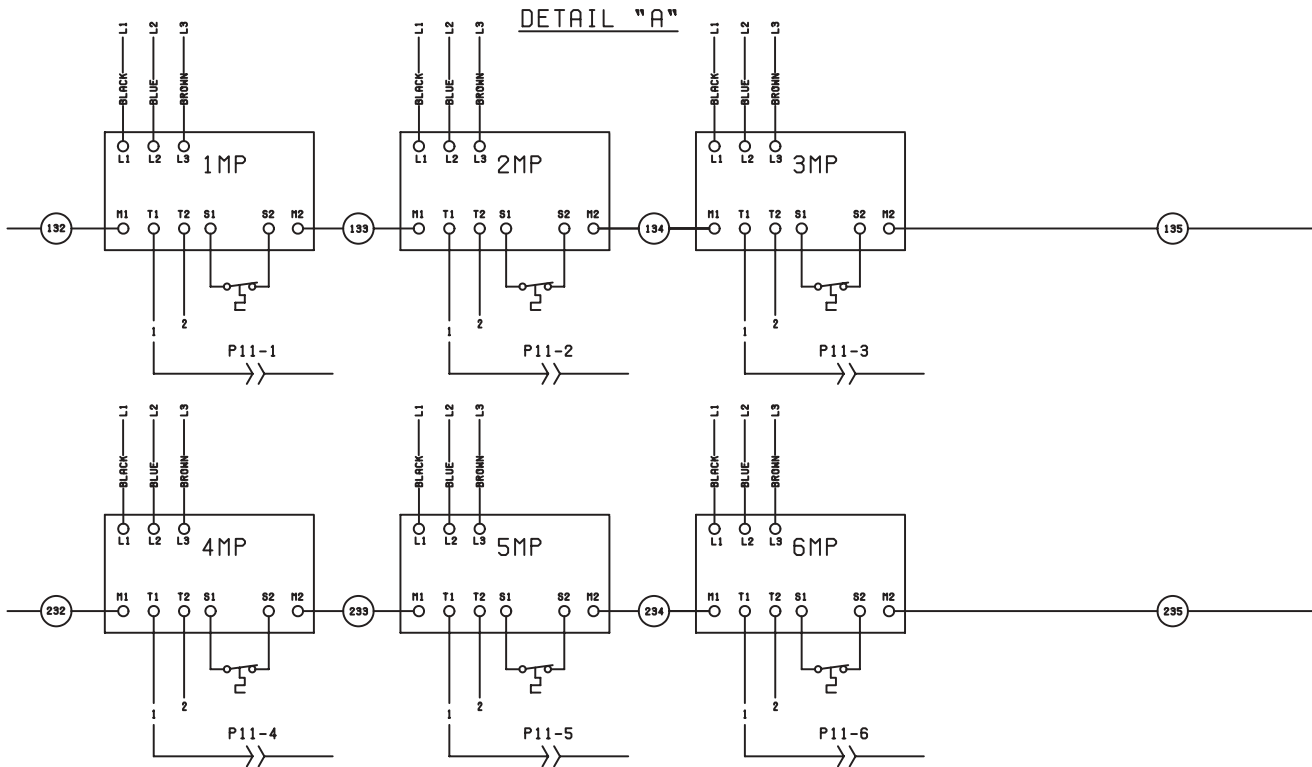 DETAIL "A"
L1 L2 L3 L1 L2 L3 L1 L2 L3
BLACK BLUE BROWN BLACK BLUE BROWN BLACK BLUE BROWN
L1 L2 L3 L1 L2 L3 L1 L2 L3
1MP 2MP 3MP
M1 T1 T2 S1 S2 M2 M1 T1 T2 S1 S2 M2 M1 T1 T2 S1 S2 M2
132 133 134 135
1 2 1 2 1 2
P11-1 P11-2 P11-3
L1 L2 L3 L1 L2 L3 L1 L2 L3
BLACK BLUE BROWN BLACK BLUE BROWN BLACK BLUE BROWN
L1 L2 L3 L1 L2 L3 L1 L2 L3
4MP 5MP 6MP
M1 T1 T2 S1 S2 M2 M1 T1 T2 S1 S2 M2 M1 T1 T2 S1 S2 M2
232 233 234 235
1 2 1 2 1 2
P11-4 P11-5 P11-6